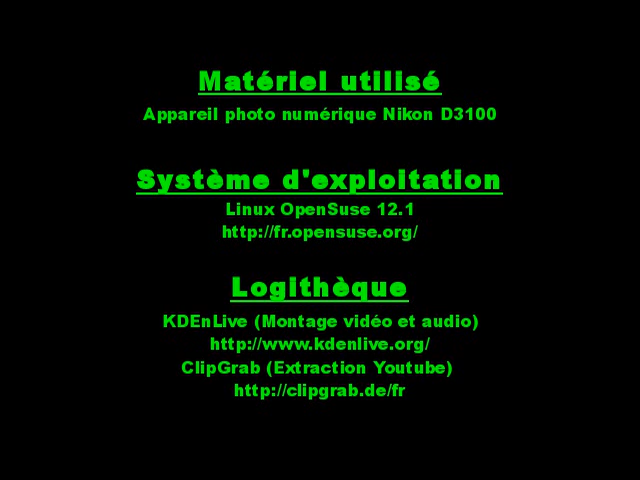 Matériel utilisé
Appareil photo numérique Nikon D3100
Système d'exploitation
Linux OpenSuse 12.1
http://fr.opensuse.org/
Logithèque
KDEnLive (Montage vidéo et audio)
http://www.kdenlive.org/
ClipGrab (Extraction Youtube)
http://clipgrab.de/fr